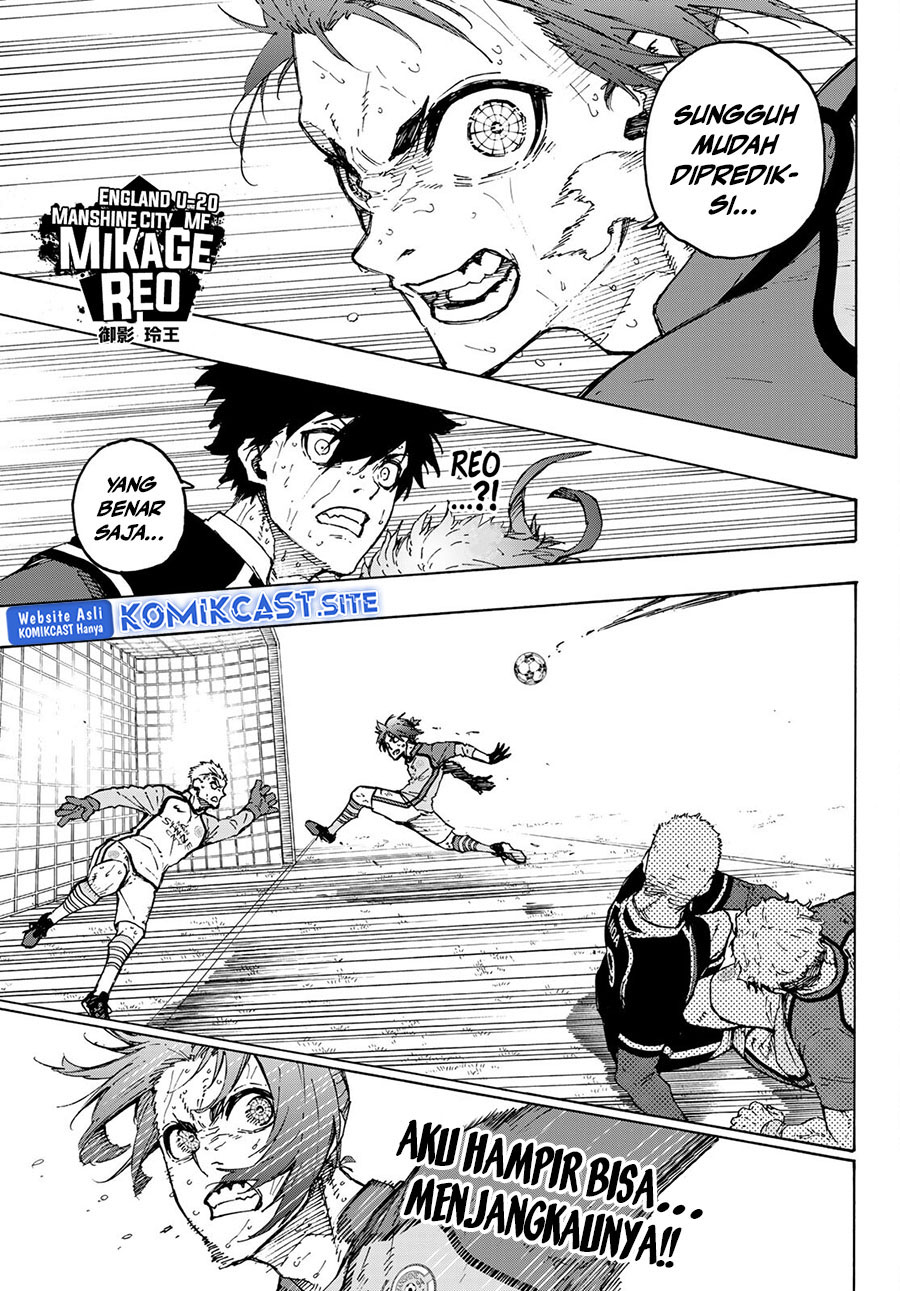 SUNGGUH
MUDAH
DIPREDIK-
SI...
ENGLAND U-20
MANSHINE CITY MF
MIKAGE
REO
御影 玲王
REO
...?!
YANG
BENAR
SAJA...
Website Asli
KOMIKCAST Hanya
KOMIKCAST.SITE
SHINE
AKU HAMPIR BISA...
MENJANGKAUNYA!!